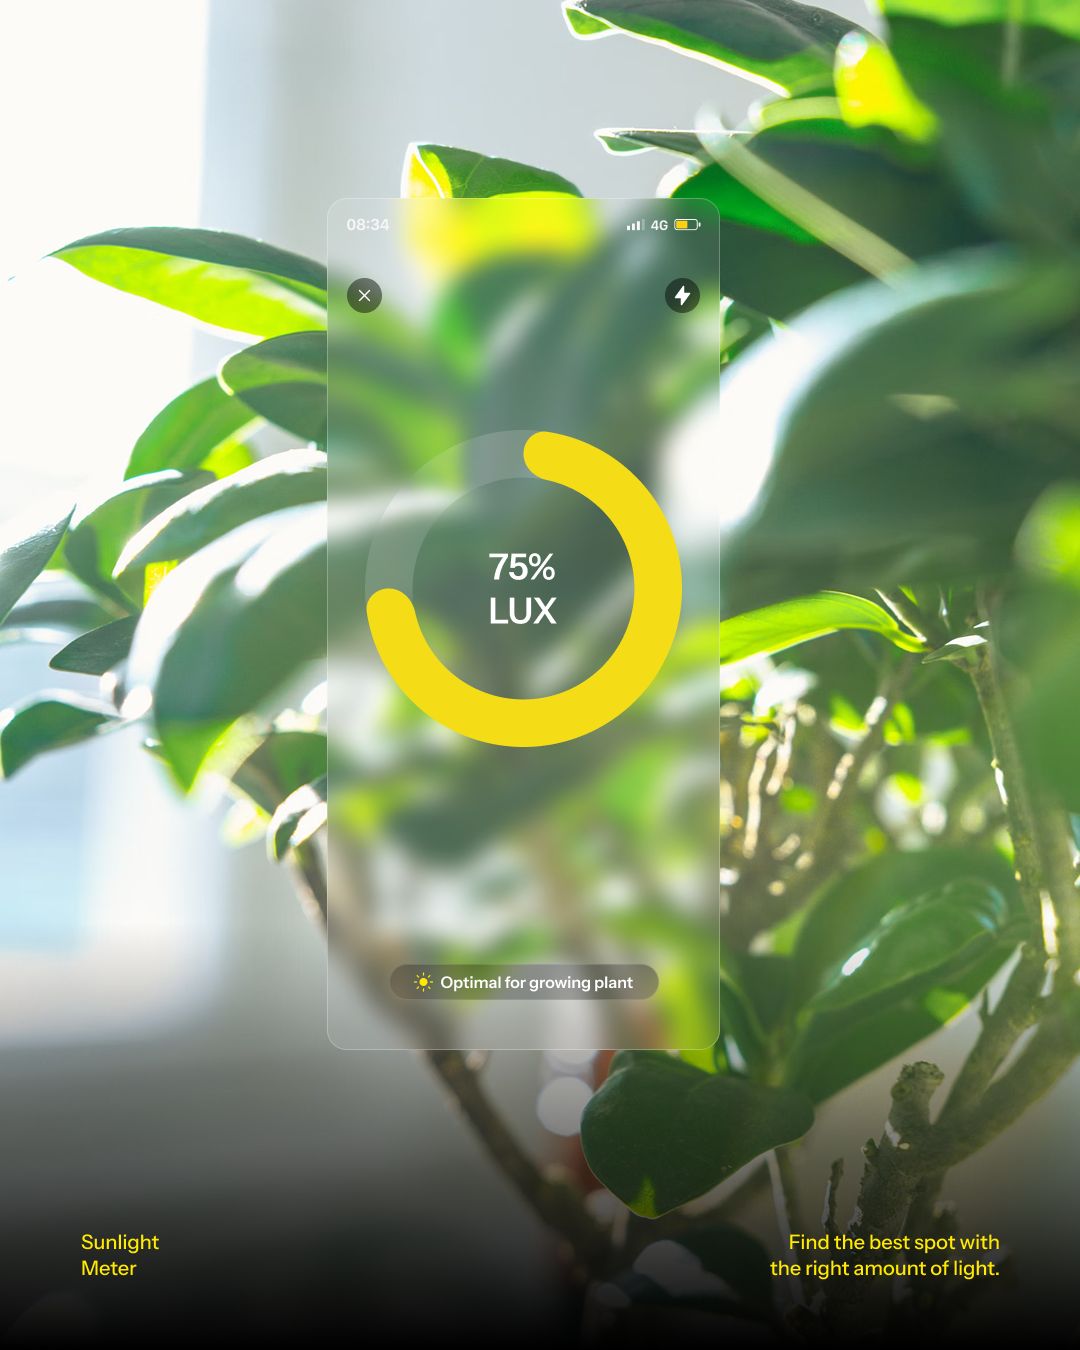 08:34
4G
75%
LUX
Optimal for growing plant
Sunlight
Meter
Find the best spot with
the right amount of light.